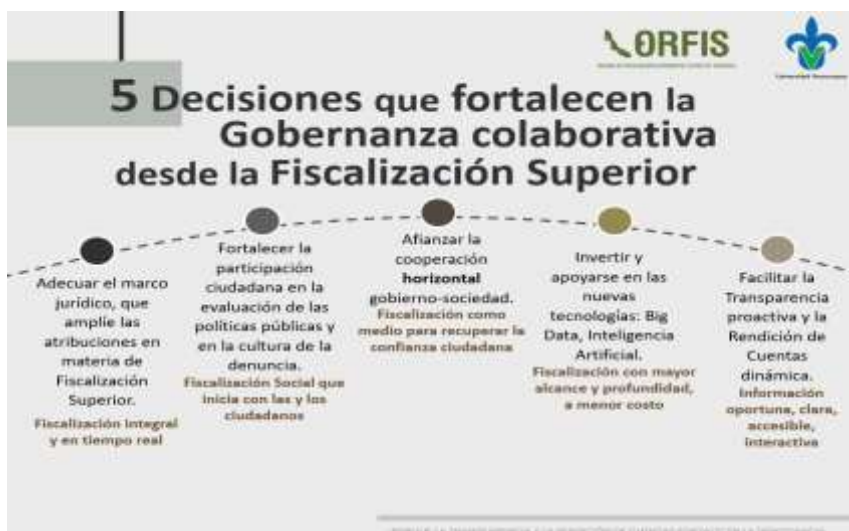 ORFIS
5 Decisiones que fortalecen la
Gobernanza colaborativa
desde la Fiscalización Superior
Adecuar el marco
jurídico, que
amplíe las
atribuciones en
materia de
Fiscalización
Superior.
Fiscalización Integral
y en tiempo real
Fortalecer la
participación
ciudadana en la
evaluación de las
políticas públicas y
en la cultura de la
denuncia.
Fiscalización Social que
inicia con las y los
ciudadanos
Afianzar la
cooperación
horizontal
gobierno-sociedad.
Fiscalización como
medio para recuperar la
confianza ciudadana
Invertir y
apoyarse en las
nuevas
tecnologías: Big
Data, Inteligencia
Artificial.
Fiscalización con mayor
alcance y profundidad,
a menor costo
Facilitar la
Transparencia
proactiva y la
Rendición de
Cuentas
dinámica.
Información
oportuna, clara,
accesible,
interactiva